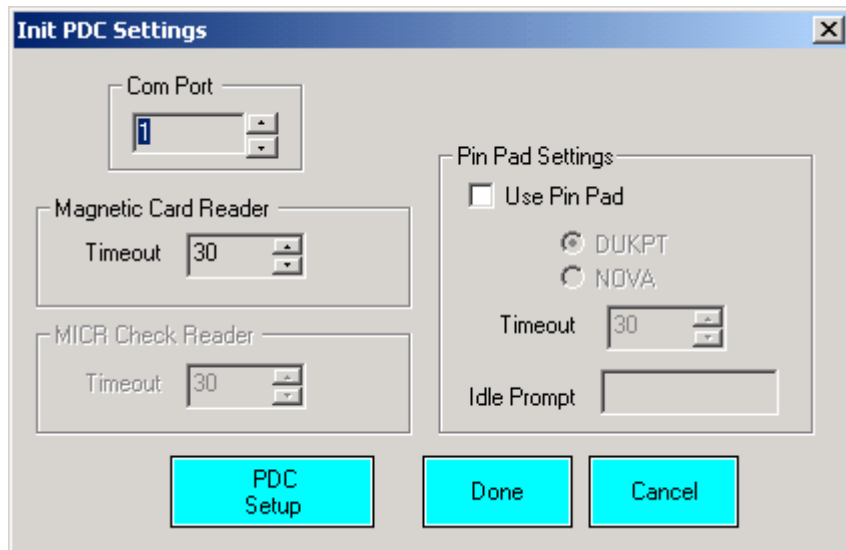 Init PDC Settings
Com Port
1
Magnetic Card Reader
Timeout 30
MICR Check Reader
Timeout 30
Pin Pad Settings
Use Pin Pad
DUKPT
NOVA
Timeout 30
Idle Prompt
PDC
Setup
Done
Cancel